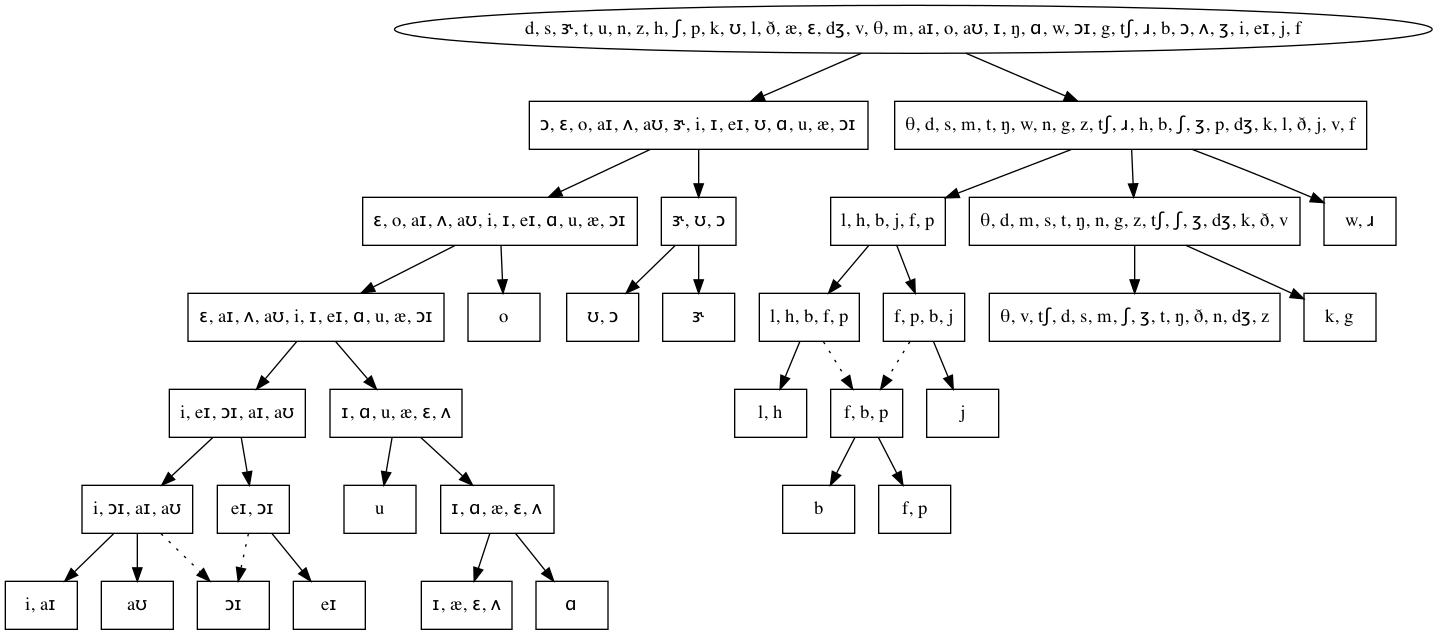 d, s, ɝ, t, u, n, z, h, ʃ, p, k, ʊ, l, ð, æ, ɛ, dʒ, v, θ, m, aɪ, o, aʊ, ɪ, ŋ, ɑ, w, ɔɪ, g, tʃ, ɹ, b, ɔ, ʌ, ʒ, i, eɪ, j, f
ɔ, ɛ, o, aɪ, ʌ, aʊ, ɝ, i, ɪ, eɪ, ʊ, ɑ, u, æ, ɔɪ
θ, d, s, m, t, ŋ, w, n, g, z, tʃ, ɹ, h, b, ʃ, ʒ, p, dʒ, k, l, ð, j, v, f
ɛ, o, aɪ, ʌ, aʊ, i, ɪ, eɪ, ɑ, u, æ, ɔɪ
ɝ, ʊ, ɔ
l, h, b, j, f, p
θ, d, m, s, t, ŋ, n, g, z, tʃ, ʃ, ʒ, dʒ, k, ð, v
w, ɹ
ɛ, aɪ, ʌ, aʊ, i, ɪ, eɪ, ɑ, u, æ, ɔɪ
o
ʊ, ɔ
ɝ
l, h, b, f, p
f, p, b, j
θ, v, tʃ, d, s, m, ʃ, ʒ, t, ŋ, ð, n, dʒ, z
k, g
i, eɪ, ɔɪ, aɪ, aʊ
ɪ, ɑ, u, æ, ɛ, ʌ
l, h
f, b, p
j
i, ɔɪ, aɪ, aʊ
eɪ, ɔɪ
u
ɪ, ɑ, æ, ɛ, ʌ
b
f, p
i, aɪ
aʊ
ɔɪ
eɪ
ɪ, æ, ɛ, ʌ
ɑ